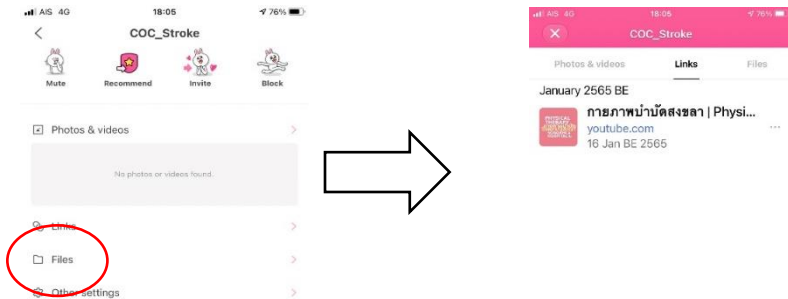 AIS 4G 18:05 76%
COC_Stroke
Mute Recommend Invite Block
Photos & videos
No photos or videos found.
Links
Files
Other settings
AIS 4G 18:05 76%
COC_Stroke
Photos & videos Links Files
January 2565 BE
กายภาพบำบัดสงขลา | Physi...
youtube.com
16 Jan BE 2565